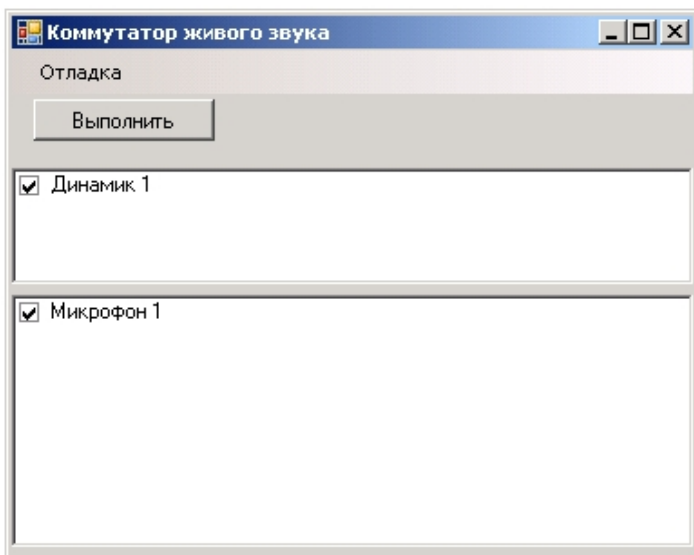 Коммутатор живого звука
Отладка
Выполнить
Динамик 1
Микрофон 1